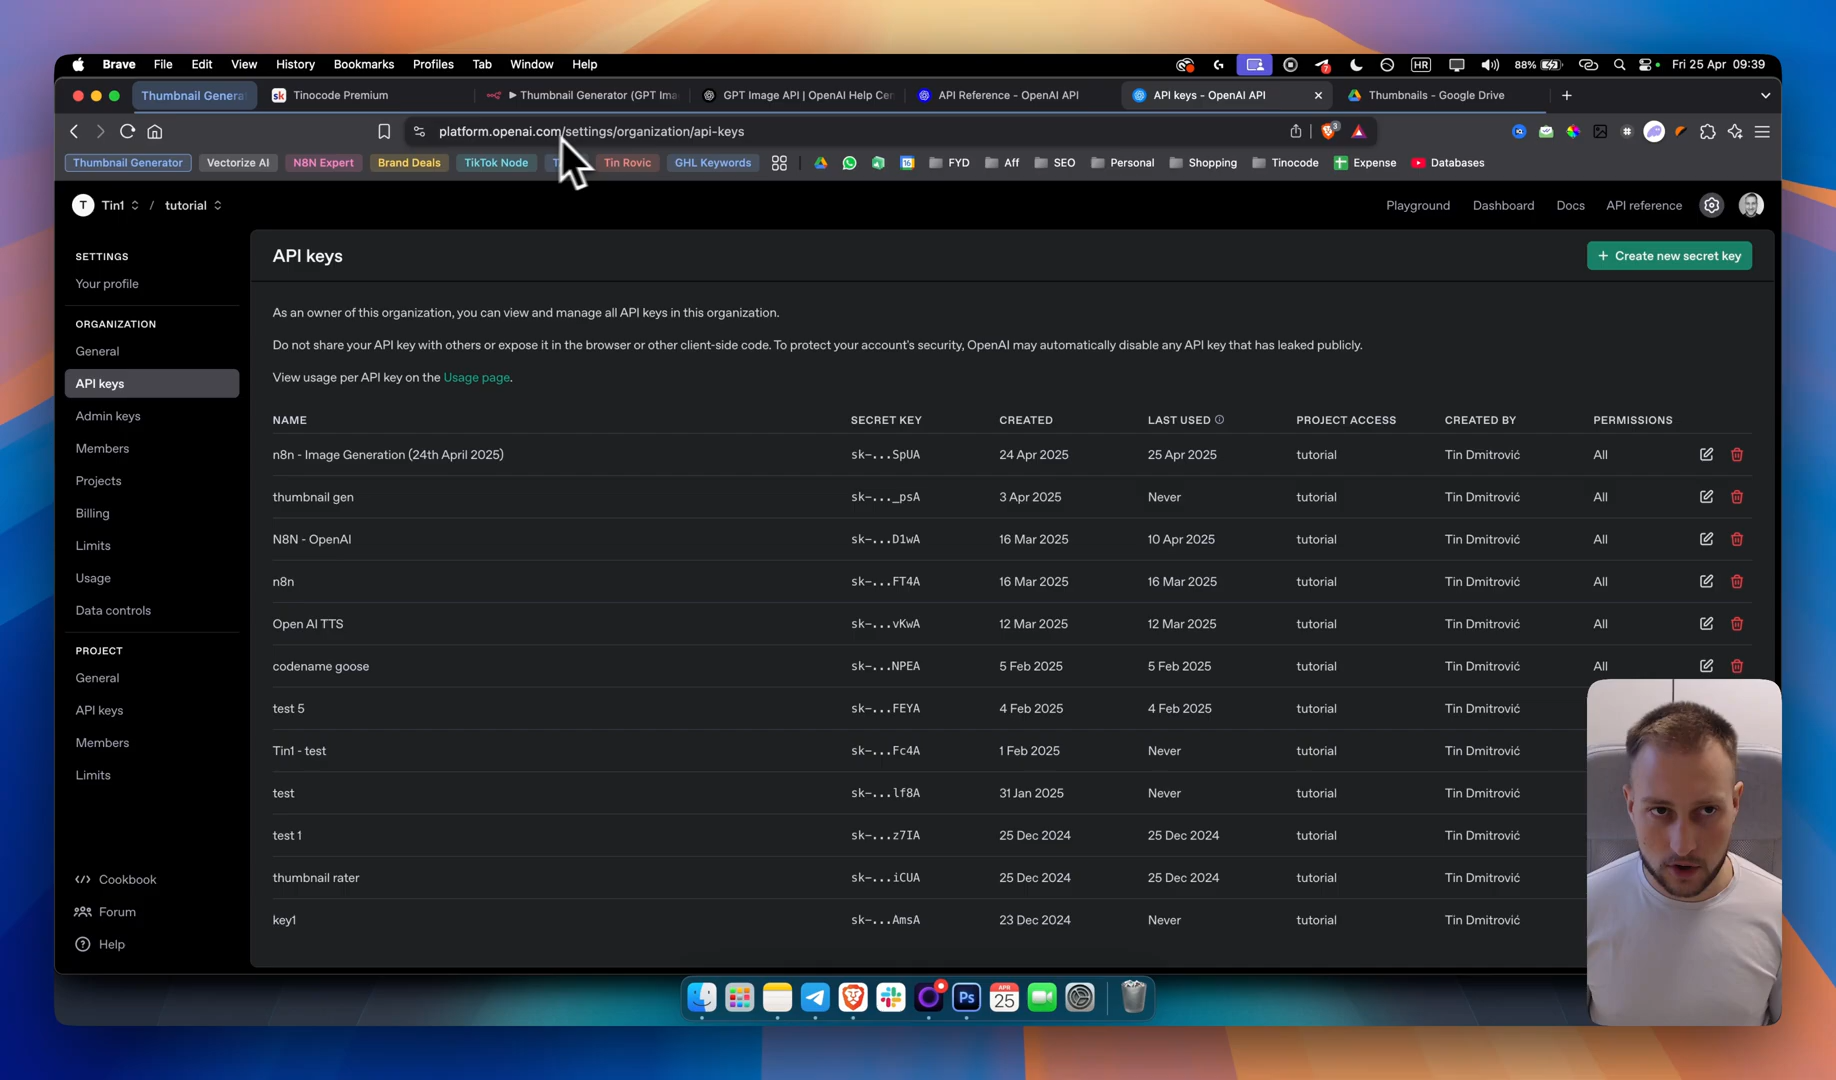 Brave File Edit View History Bookmarks Profiles Tab Window Help HR 88% Fri 25 Apr 09:39
Thumbnail Genera Tinocode Premium ▶ Thumbnail Generator (GPT Ima GPT Image API | OpenAI Help Cen API Reference - OpenAI API API keys - OpenAI API Thumbnails - Google Drive
platform.openai.com/settings/organization/api-keys
Thumbnail Generator Vectorize AI N8N Expert Brand Deals TikTok Node Tin Rovic GHL Keywords FYD Aff SEO Personal Shopping Tinocode Expense Databases
T Tin1 / tutorial Playground Dashboard Docs API reference
SETTINGS
Your profile
ORGANIZATION
General
API keys
Admin keys
Members
Projects
Billing
Limits
Usage
Data controls
PROJECT
General
API keys
Members
Limits
Cookbook
Forum
Help
API keys
+ Create new secret key
As an owner of this organization, you can view and manage all API keys in this organization.
Do not share your API key with others or expose it in the browser or other client-side code. To protect your account's security, OpenAI may automatically disable any API key that has leaked publicly.
View usage per API key on the Usage page.
NAME SECRET KEY CREATED LAST USED PROJECT ACCESS CREATED BY PERMISSIONS
n8n - Image Generation (24th April 2025) sk-...SpUA 24 Apr 2025 25 Apr 2025 tutorial Tin Dmitrović All
thumbnail gen sk-..._psA 3 Apr 2025 Never tutorial Tin Dmitrović All
N8N - OpenAI sk-...D1wA 16 Mar 2025 10 Apr 2025 tutorial Tin Dmitrović All
n8n sk-...FT4A 16 Mar 2025 16 Mar 2025 tutorial Tin Dmitrović All
Open AI TTS sk-...vKwA 12 Mar 2025 12 Mar 2025 tutorial Tin Dmitrović All
codename goose sk-...NPEA 5 Feb 2025 5 Feb 2025 tutorial Tin Dmitrović All
test 5 sk-...FEYA 4 Feb 2025 4 Feb 2025 tutorial Tin Dmitrović
Tin1 - test sk-...Fc4A 1 Feb 2025 Never tutorial Tin Dmitrović
test sk-...lf8A 31 Jan 2025 Never tutorial Tin Dmitrović
test 1 sk-...z7IA 25 Dec 2024 25 Dec 2024 tutorial Tin Dmitrović
thumbnail rater sk-...iCUA 25 Dec 2024 25 Dec 2024 tutorial Tin Dmitrović
key1 sk-...AmsA 23 Dec 2024 Never tutorial Tin Dmitrović
Ps
APR
25